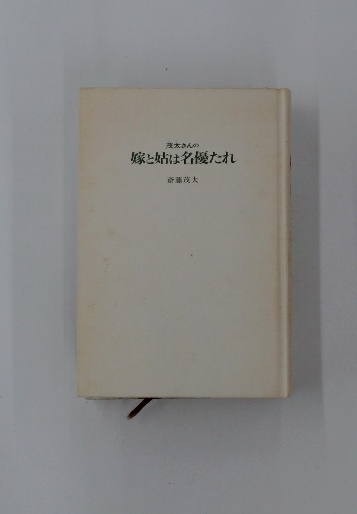 茂太さんの
嫁と姑は名優たれ
斎藤茂太